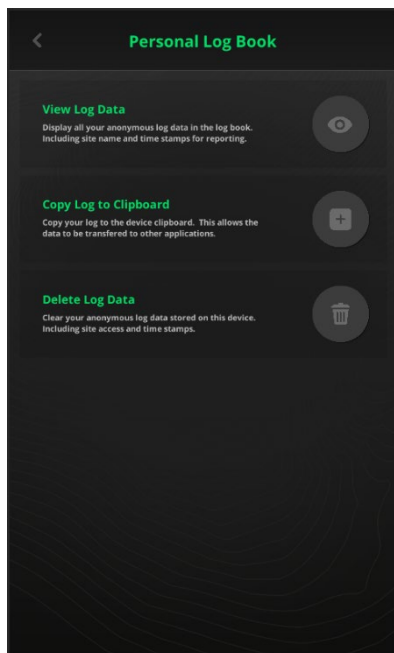 Personal Log Book
View Log Data
Display all your anonymous log data in the log book.
Including site name and time stamps for reporting.
Copy Log to Clipboard
Copy your log to the device clipboard. This allows the
data to be transfered to other applications.
Delete Log Data
Clear your anonymous log data stored on this device.
Including site access and time stamps.